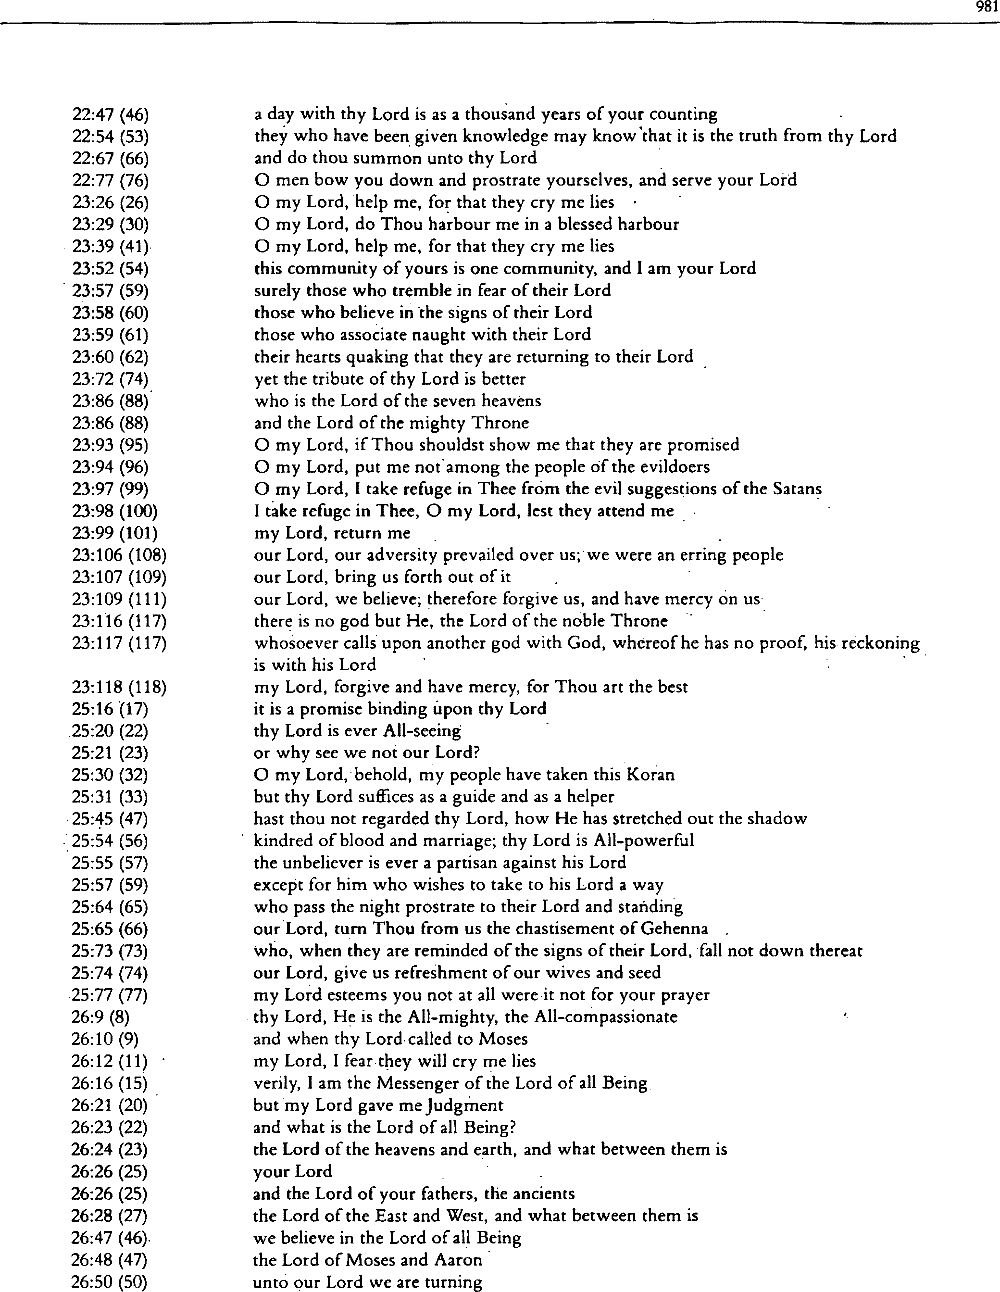 981
22:47 (46) a day with thy Lord is as a thousand years of your counting
22:54 (53) they who have been given knowledge may know that it is the truth from thy Lord
22:67 (66) and do thou summon unto thy Lord
22:77 (76) O men bow you down and prostrate yourselves, and serve your Lord
23:26 (26) O my Lord, help me, for that they cry me lies
23:29 (30) O my Lord, do Thou harbour me in a blessed harbour
23:39 (41) O my Lord, help me, for that they cry me lies
23:52 (54) this community of yours is one community, and I am your Lord
23:57 (59) surely those who tremble in fear of their Lord
23:58 (60) those who believe in the signs of their Lord
23:59 (61) those who associate naught with their Lord
23:60 (62) their hearts quaking that they are returning to their Lord
23:72 (74) yet the tribute of thy Lord is better
23:86 (88) who is the Lord of the seven heavens
23:86 (88) and the Lord of the mighty Throne
23:93 (95) O my Lord, if Thou shouldst show me that they are promised
23:94 (96) O my Lord, put me not among the people of the evildoers
23:97 (99) O my Lord, I take refuge in Thee from the evil suggestions of the Satans
23:98 (100) I take refuge in Thee, O my Lord, lest they attend me
23:99 (101) my Lord, return me
23:106 (108) our Lord, our adversity prevailed over us; we were an erring people
23:107 (109) our Lord, bring us forth out of it
23:109 (111) our Lord, we believe; therefore forgive us, and have mercy on us
23:116 (117) there is no god but He, the Lord of the noble Throne
23:117 (117) whosoever calls upon another god with God, whereof he has no proof, his reckoning
is with his Lord
23:118 (118) my Lord, forgive and have mercy, for Thou art the best
25:16 (17) it is a promise binding upon thy Lord
25:20 (22) thy Lord is ever All-seeing
25:21 (23) or why see we not our Lord?
25:30 (32) O my Lord, behold, my people have taken this Koran
25:31 (33) but thy Lord suffices as a guide and as a helper
25:45 (47) hast thou not regarded thy Lord, how He has stretched out the shadow
25:54 (56) kindred of blood and marriage; thy Lord is All-powerful
25:55 (57) the unbeliever is ever a partisan against his Lord
25:57 (59) except for him who wishes to take to his Lord a way
25:64 (65) who pass the night prostrate to their Lord and standing
25:65 (66) our Lord, turn Thou from us the chastisement of Gehenna
25:73 (73) who, when they are reminded of the signs of their Lord, fall not down thereat
25:74 (74) our Lord, give us refreshment of our wives and seed
25:77 (77) my Lord esteems you not at all were it not for your prayer
26:9 (8) thy Lord, He is the All-mighty, the All-compassionate
26:10 (9) and when thy Lord called to Moses
26:12 (11) my Lord, I fear they will cry me lies
26:16 (15) verily, I am the Messenger of the Lord of all Being
26:21 (20) but my Lord gave me Judgment
26:23 (22) and what is the Lord of all Being?
26:24 (23) the Lord of the heavens and earth, and what between them is
26:26 (25) your Lord
26:26 (25) and the Lord of your fathers, the ancients
26:28 (27) the Lord of the East and West, and what between them is
26:47 (46) we believe in the Lord of all Being
26:48 (47) the Lord of Moses and Aaron
26:50 (50) unto our Lord we are turning